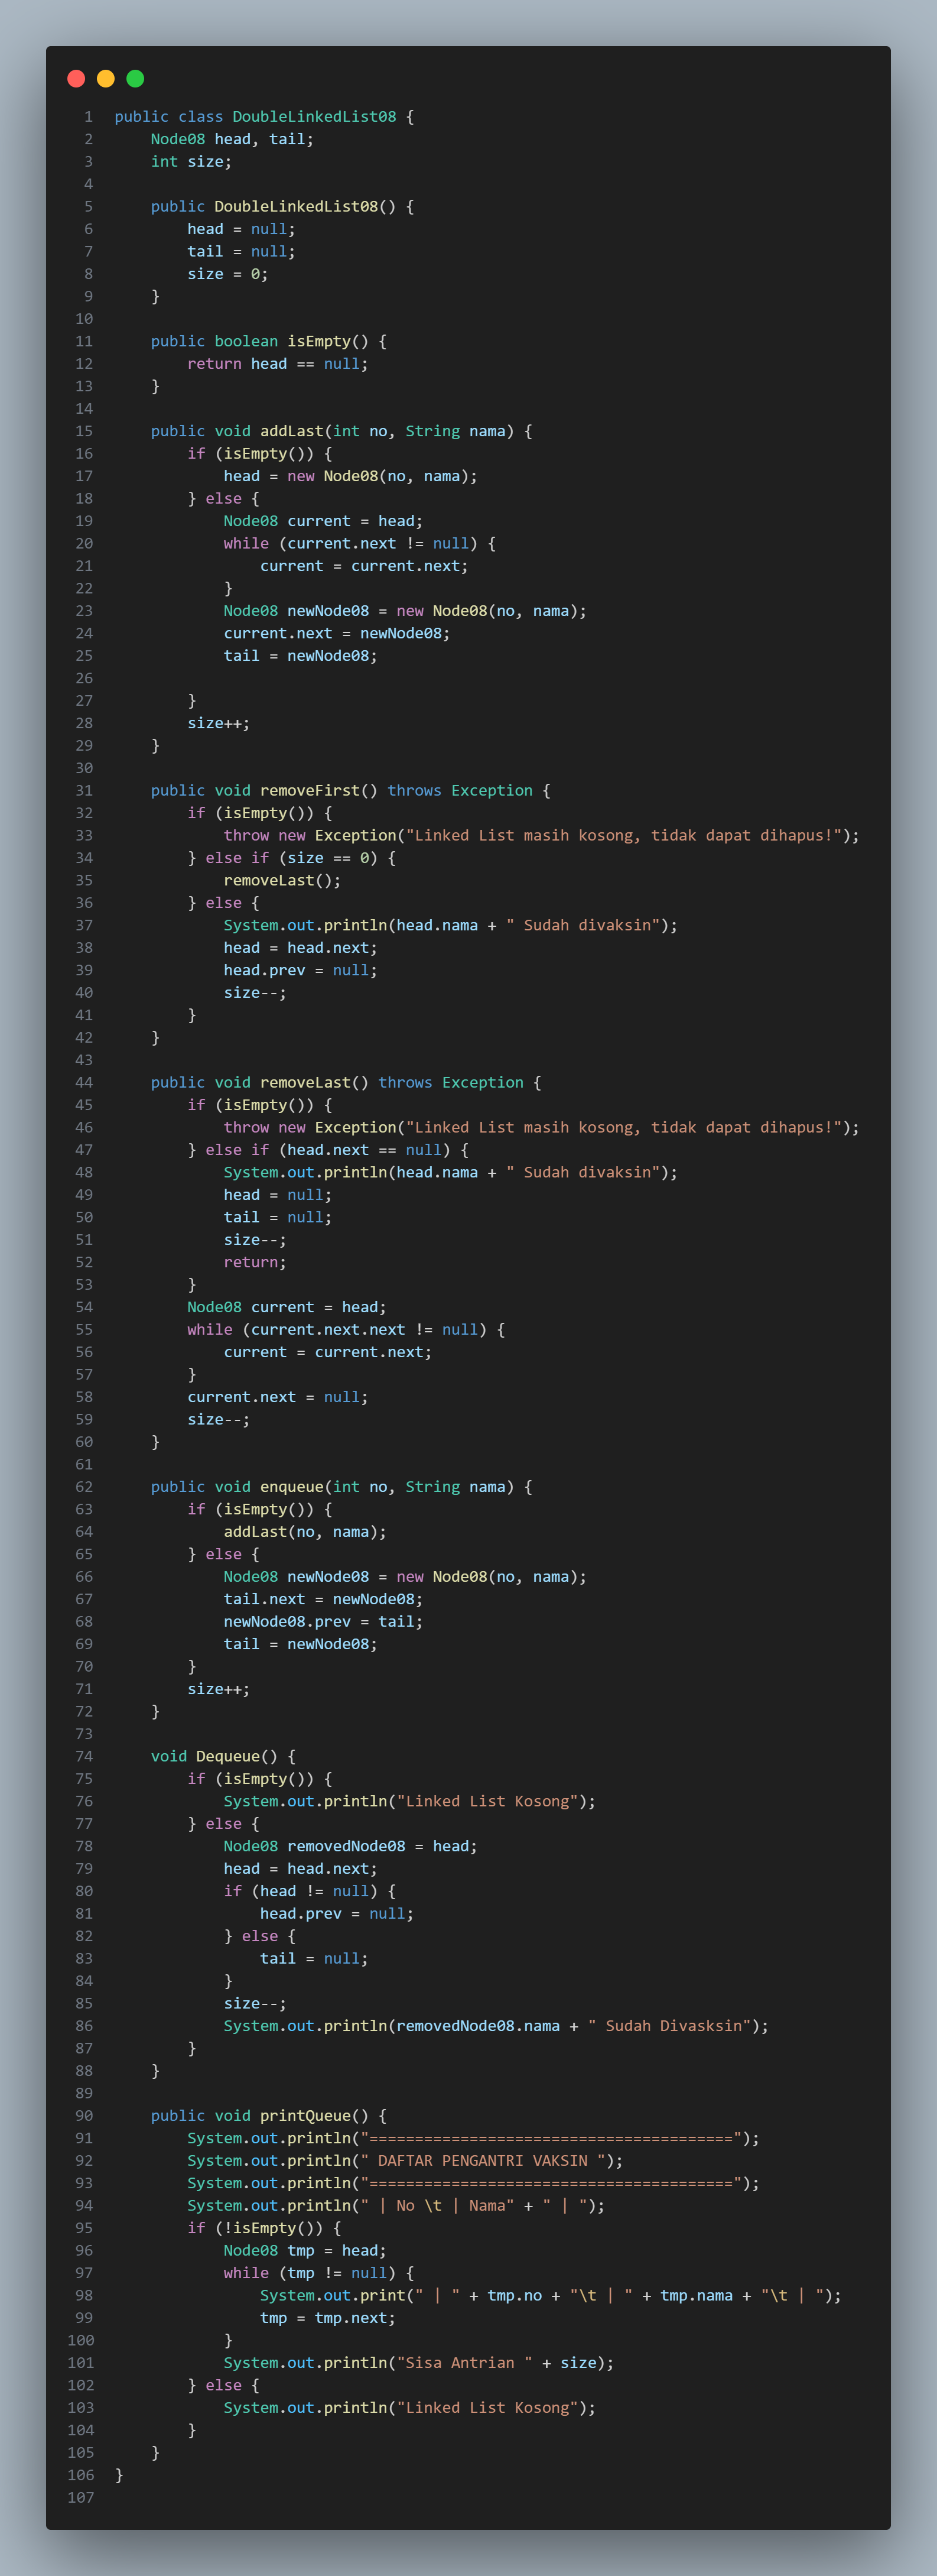 1 public class DoubleLinkedList08 {
2     Node08 head, tail;
3     int size;
4
5     public DoubleLinkedList08() {
6         head = null;
7         tail = null;
8         size = 0;
9     }
10
11     public boolean isEmpty() {
12         return head == null;
13     }
14
15     public void addLast(int no, String nama) {
16         if (isEmpty()) {
17             head = new Node08(no, nama);
18         } else {
19             Node08 current = head;
20             while (current.next != null) {
21                 current = current.next;
22             }
23             Node08 newNode08 = new Node08(no, nama);
24             current.next = newNode08;
25             tail = newNode08;
26
27         }
28         size++;
29     }
30
31     public void removeFirst() throws Exception {
32         if (isEmpty()) {
33             throw new Exception("Linked List masih kosong, tidak dapat dihapus!");
34         } else if (size == 0) {
35             removeLast();
36         } else {
37             System.out.println(head.nama + " Sudah divaksin");
38             head = head.next;
39             head.prev = null;
40             size--;
41         }
42     }
43
44     public void removeLast() throws Exception {
45         if (isEmpty()) {
46             throw new Exception("Linked List masih kosong, tidak dapat dihapus!");
47         } else if (head.next == null) {
48             System.out.println(head.nama + " Sudah divaksin");
49             head = null;
50             tail = null;
51             size--;
52             return;
53         }
54         Node08 current = head;
55         while (current.next.next != null) {
56             current = current.next;
57         }
58         current.next = null;
59         size--;
60     }
61
62     public void enqueue(int no, String nama) {
63         if (isEmpty()) {
64             addLast(no, nama);
65         } else {
66             Node08 newNode08 = new Node08(no, nama);
67             tail.next = newNode08;
68             newNode08.prev = tail;
69             tail = newNode08;
70         }
71         size++;
72     }
73
74     void Dequeue() {
75         if (isEmpty()) {
76             System.out.println("Linked List Kosong");
77         } else {
78             Node08 removedNode08 = head;
79             head = head.next;
80             if (head != null) {
81                 head.prev = null;
82             } else {
83                 tail = null;
84             }
85             size--;
86             System.out.println(removedNode08.nama + " Sudah Divasksin");
87         }
88     }
89
90     public void printQueue() {
91         System.out.println("========================================");
92         System.out.println(" DAFTAR PENGANTRI VAKSIN ");
93         System.out.println("========================================");
94         System.out.println(" | No \t | Nama" + " | ");
95         if (!isEmpty()) {
96             Node08 tmp = head;
97             while (tmp != null) {
98                 System.out.print(" | " + tmp.no + "\t | " + tmp.nama + "\t | ");
99                 tmp = tmp.next;
100             }
101             System.out.println("Sisa Antrian " + size);
102         } else {
103             System.out.println("Linked List Kosong");
104         }
105     }
106 }
107